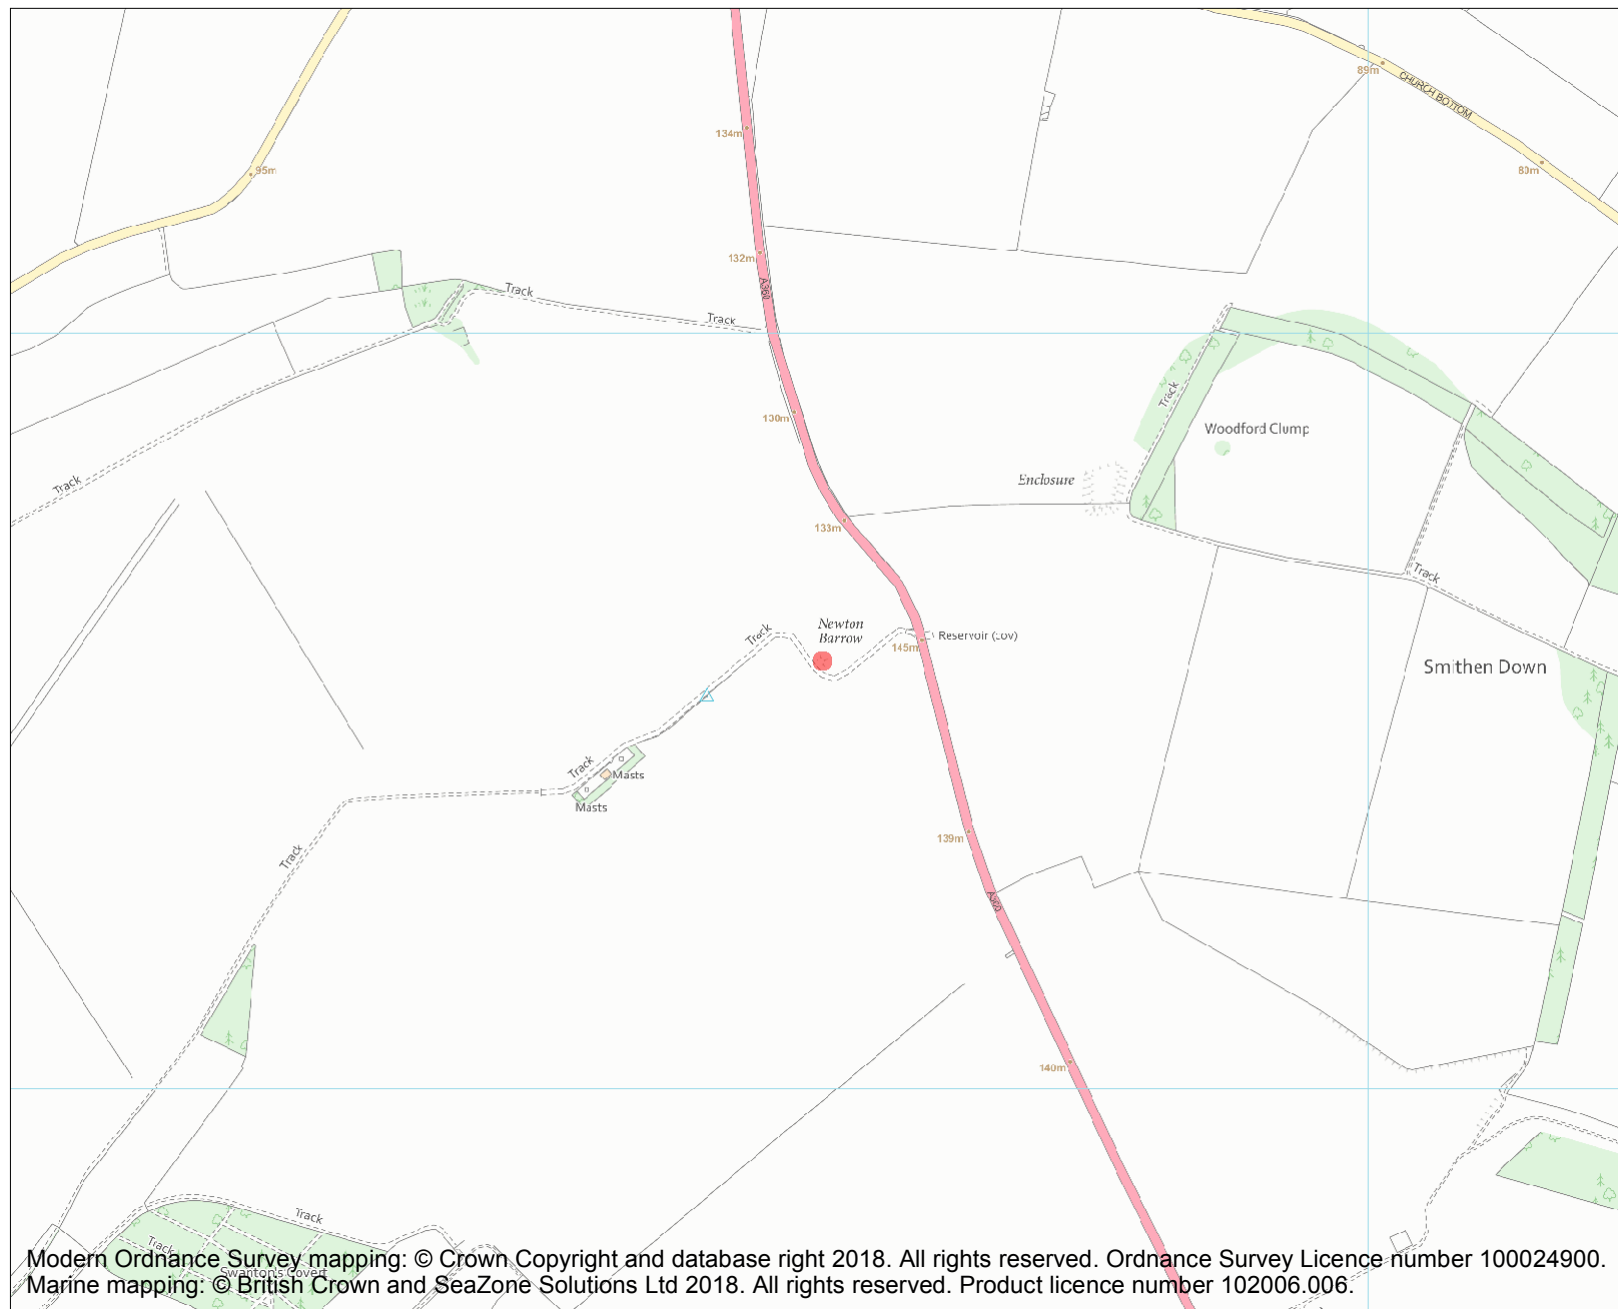 89m
CHURCH BOTTOM
134m
95m
80m
132m
A360
Track
Track
130m
Track
Woodford Clump
Track
Enclosure
133m
Track
Newton
Barrow
Track
145m
Reservoir (cov)
Smithen Down
Track
Masts
Masts
139m
Track
A360
140m
Track
Track
Swanton's Covert
Modern Ordnance Survey mapping: © Crown Copyright and database right 2018. All rights reserved. Ordnance Survey Licence number 100024900.
Marine mapping: © British Crown and SeaZone Solutions Ltd 2018. All rights reserved. Product licence number 102006.006.